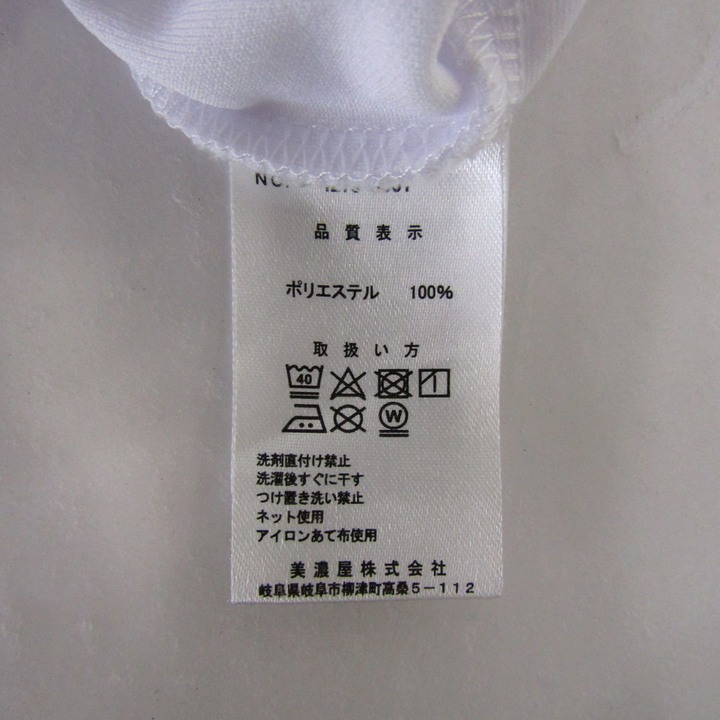 NC.
品質表示
ポリエステル 100%
取扱い方
40
W
洗剤直付け禁止
洗濯後すぐに干す
つけ置き洗い禁止
ネット使用
アイロンあて布使用
美濃屋株式会社
岐阜県岐阜市柳津町高桑5-112